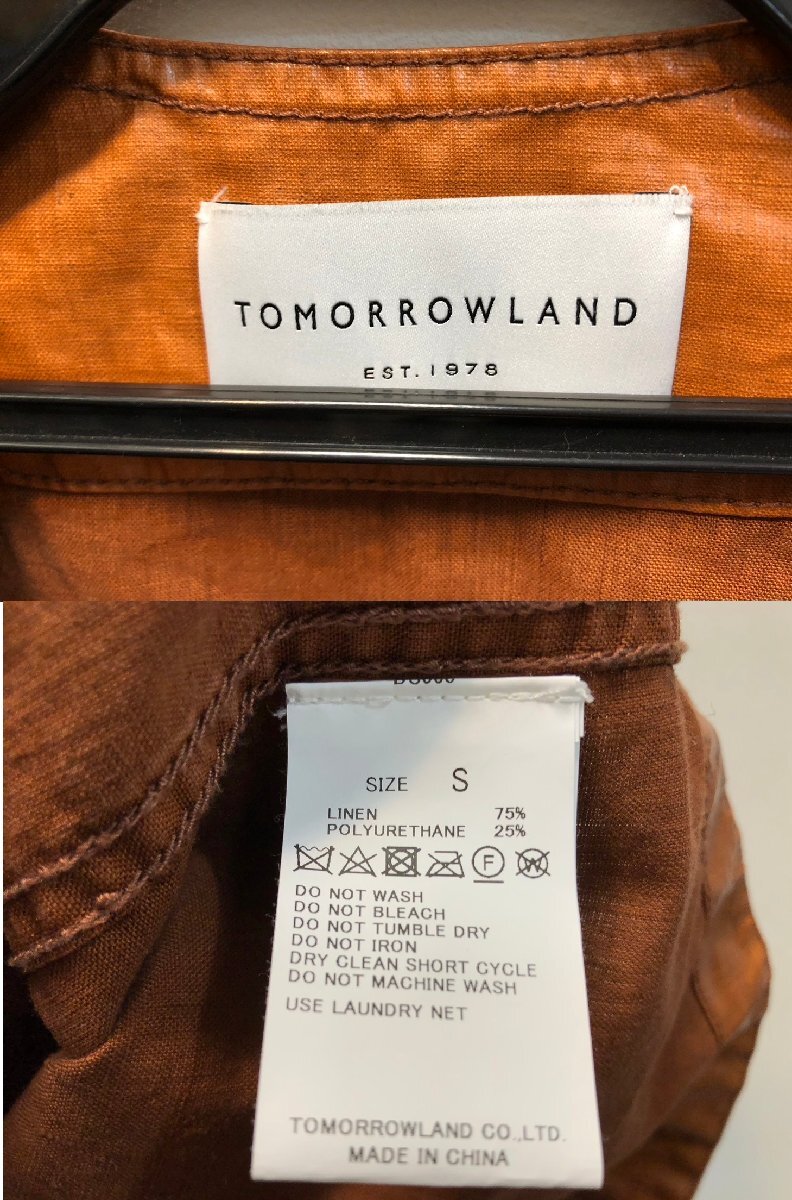 TOMORROWLAND
EST. 1978
SIZE S
LINEN 75%
POLYURETHANE 25%
F W
DO NOT WASH
DO NOT BLEACH
DO NOT TUMBLE DRY
DO NOT IRON
DRY CLEAN SHORT CYCLE
DO NOT MACHINE WASH
USE LAUNDRY NET
TOMORROWLAND CO.,LTD.
MADE IN CHINA